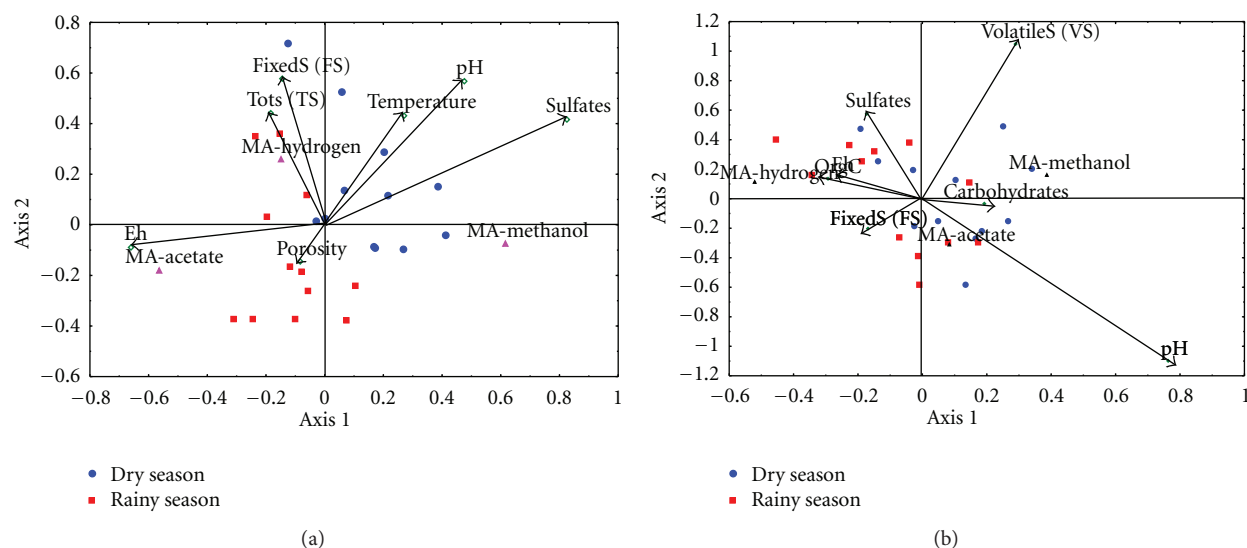 0.8
0.6
0.4
0.2
0
−0.2
−0.4
−0.6
Axis 2
FixedS (FS)
pH
Tots (TS)
Temperature
Sulfates
MA-hydrogen
Eh
MA-acetate
Porosity
MA-methanol
−0.8 −0.6 −0.4 −0.2 0 0.2 0.4 0.6 0.8 1
Axis 1
Dry season
Rainy season
(a)
1.2
1
0.8
0.6
0.4
0.2
0
−0.2
−0.4
−0.6
−0.8
−1
−1.2
Axis 2
VolatileS (VS)
Sulfates
MA-hydrogens
OrgC
Eh
MA-methanol
Carbohydrates
FixedS (FS)
MA-acetate
pH
−0.6 −0.4 −0.2 0 0.2 0.4 0.6 0.8 1
Axis 1
Dry season
Rainy season
(b)